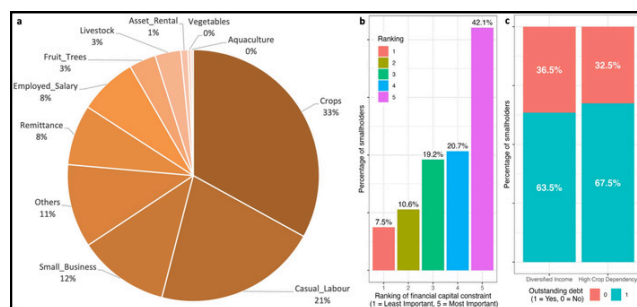 a
Asset_Rental
1%
Vegetables
0%
Livestock
3%
Aquaculture
0%
Fruit_Trees
3%
Employed_Salary
8%
Crops
33%
Remittance
8%
Others
11%
Small_Business
12%
Casual_Labour
21%
b
Ranking
1
2
3
4
5
Percentage of smallholders
7.5%
10.6%
19.2%
20.7%
42.1%
1 2 3 4 5
Ranking of financial capital constraint
(1 = Least Important, 5 = Most Important)
c
Percentage of smallholders
36.5% 32.5%
63.5% 67.5%
Diversified Income High Crop Dependency
Outstanding debt
(1 = Yes, 0 = No)
0 1